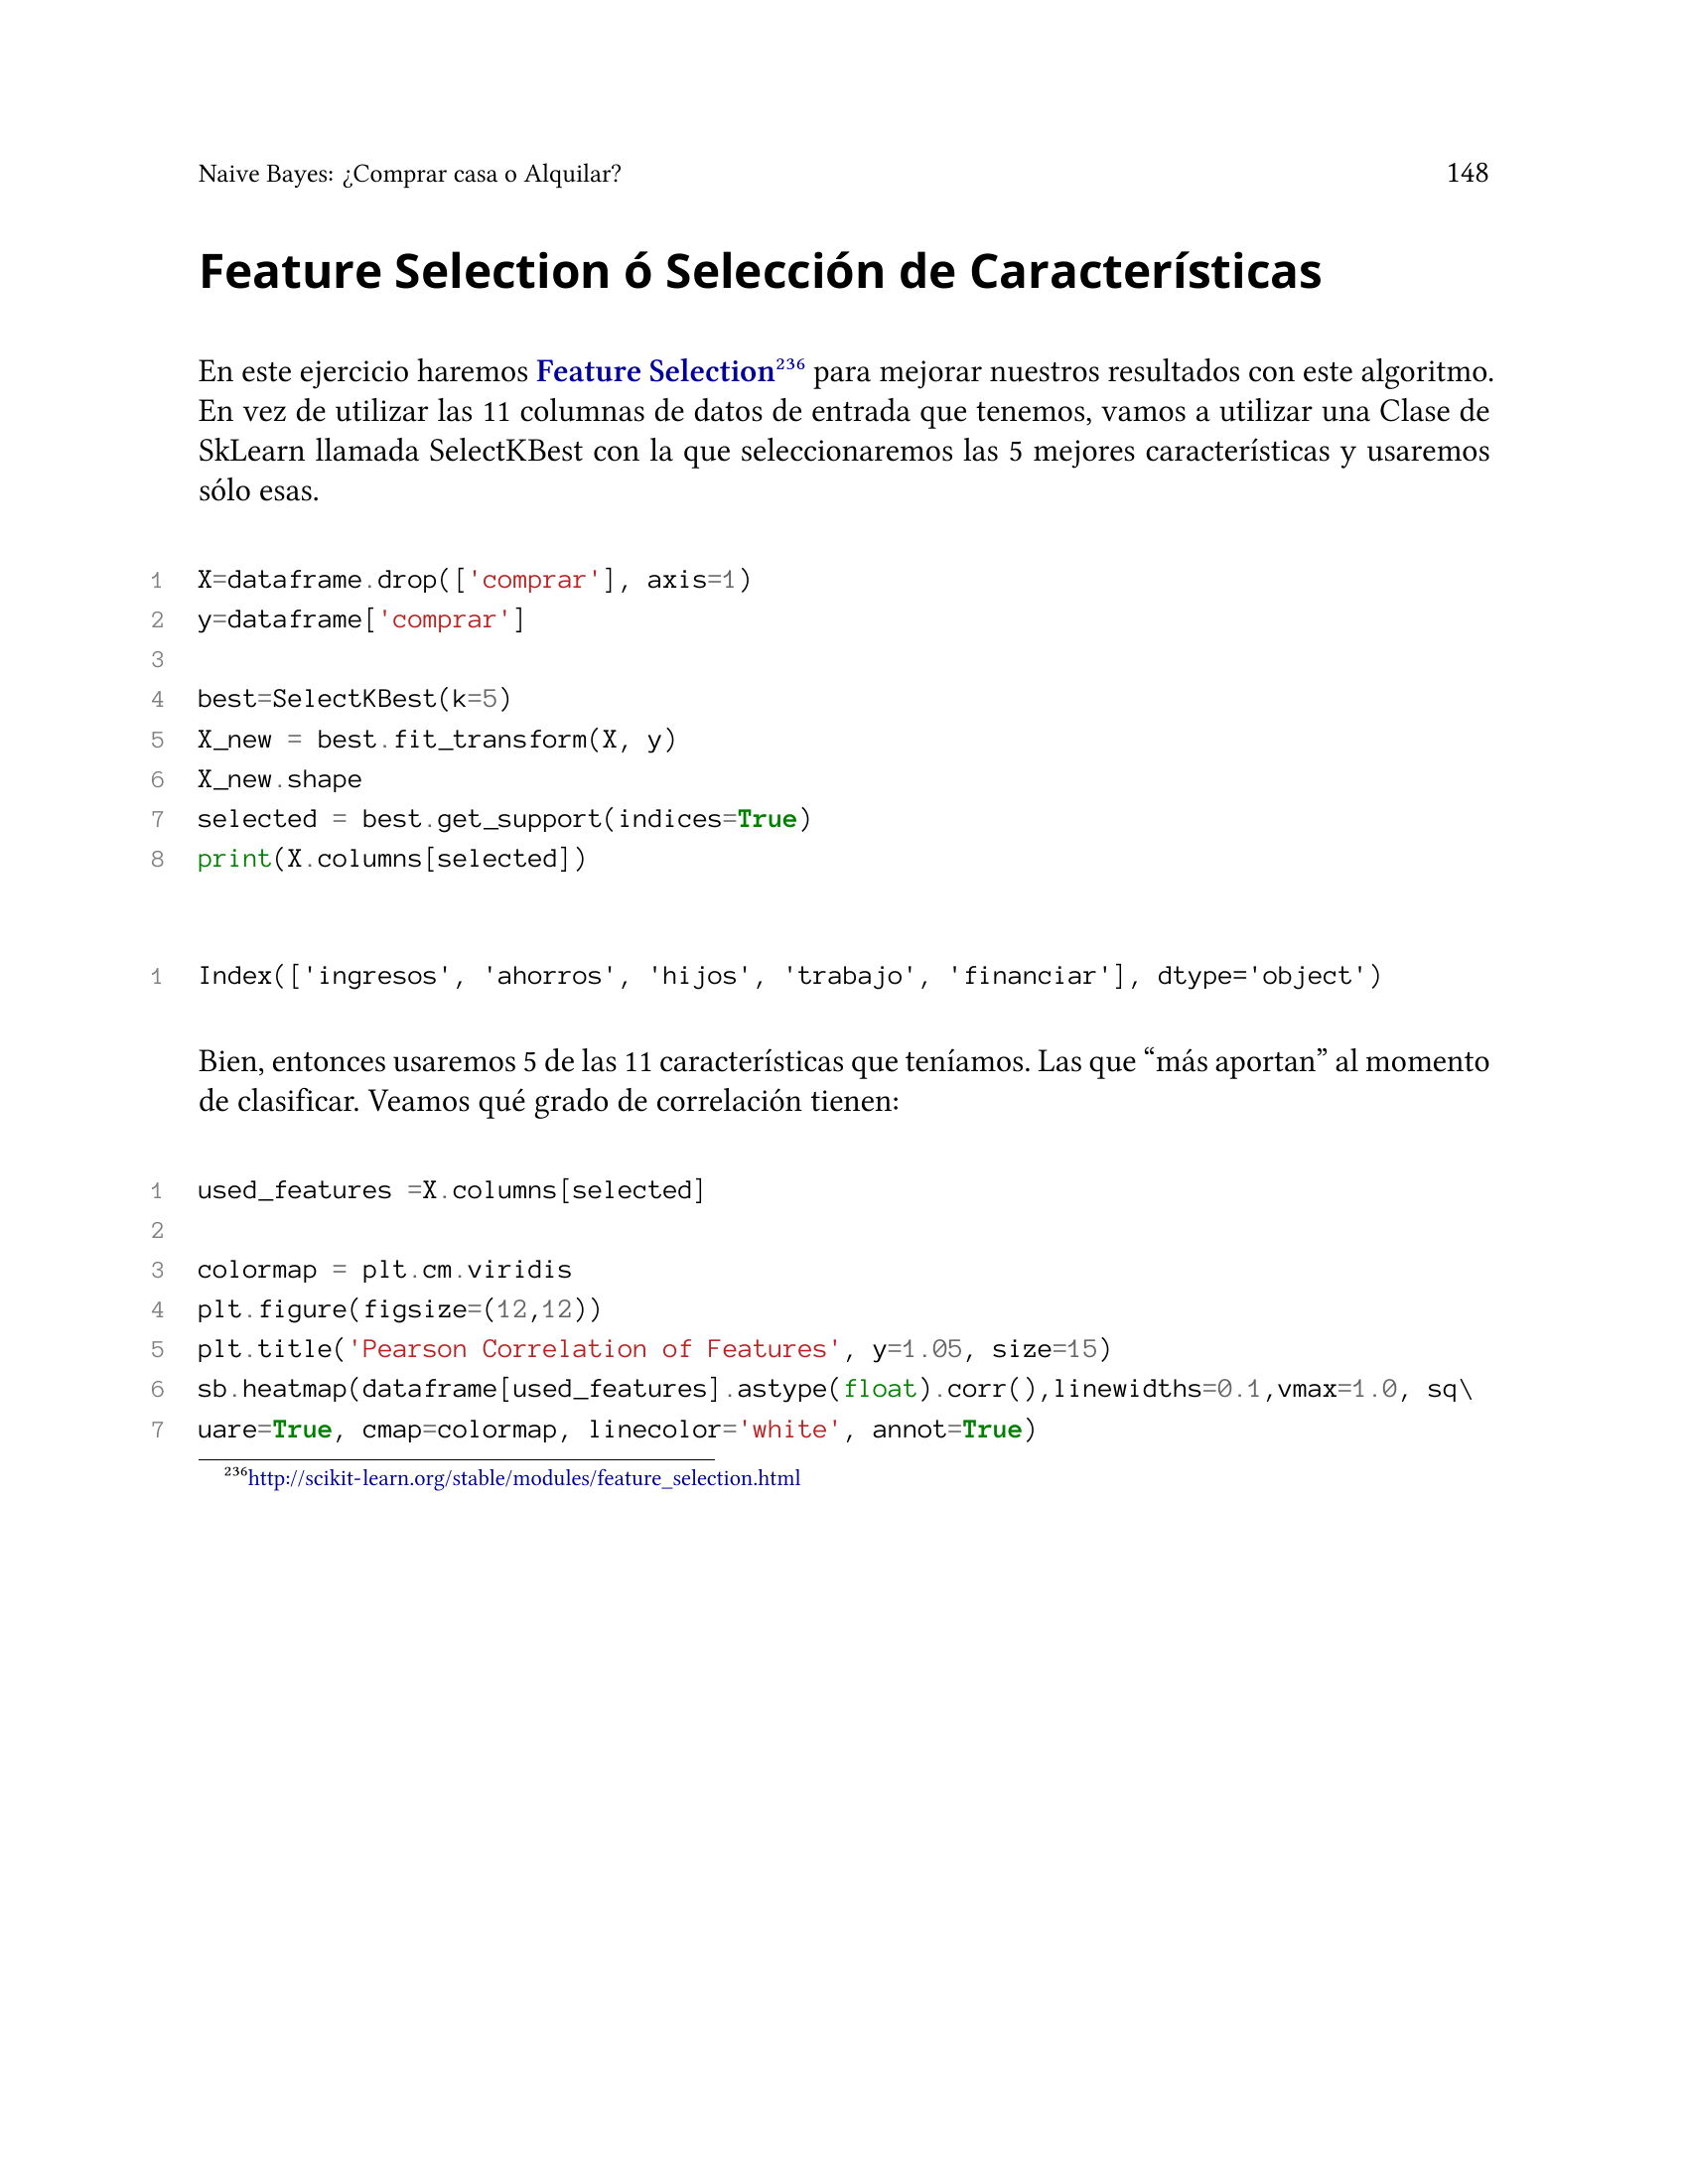 Naive Bayes: ¿Comprar casa o Alquilar? 148
Feature Selection ó Selección de Características
En este ejercicio haremos Feature Selection²³⁶ para mejorar nuestros resultados con este algoritmo.
En vez de utilizar las 11 columnas de datos de entrada que tenemos, vamos a utilizar una Clase de
SkLearn llamada SelectKBest con la que seleccionaremos las 5 mejores características y usaremos
sólo esas.
1 X=dataframe.drop(['comprar'], axis=1)
2 y=dataframe['comprar']
3
4 best=SelectKBest(k=5)
5 X_new = best.fit_transform(X, y)
6 X_new.shape
7 selected = best.get_support(indices=True)
8 print(X.columns[selected])
1 Index(['ingresos', 'ahorros', 'hijos', 'trabajo', 'financiar'], dtype='object')
Bien, entonces usaremos 5 de las 11 características que teníamos. Las que “más aportan” al momento
de clasificar. Veamos qué grado de correlación tienen:
1 used_features =X.columns[selected]
2
3 colormap = plt.cm.viridis
4 plt.figure(figsize=(12,12))
5 plt.title('Pearson Correlation of Features', y=1.05, size=15)
6 sb.heatmap(dataframe[used_features].astype(float).corr(),linewidths=0.1,vmax=1.0, sq\
7 uare=True, cmap=colormap, linecolor='white', annot=True)
²³⁶http://scikit-learn.org/stable/modules/feature_selection.html